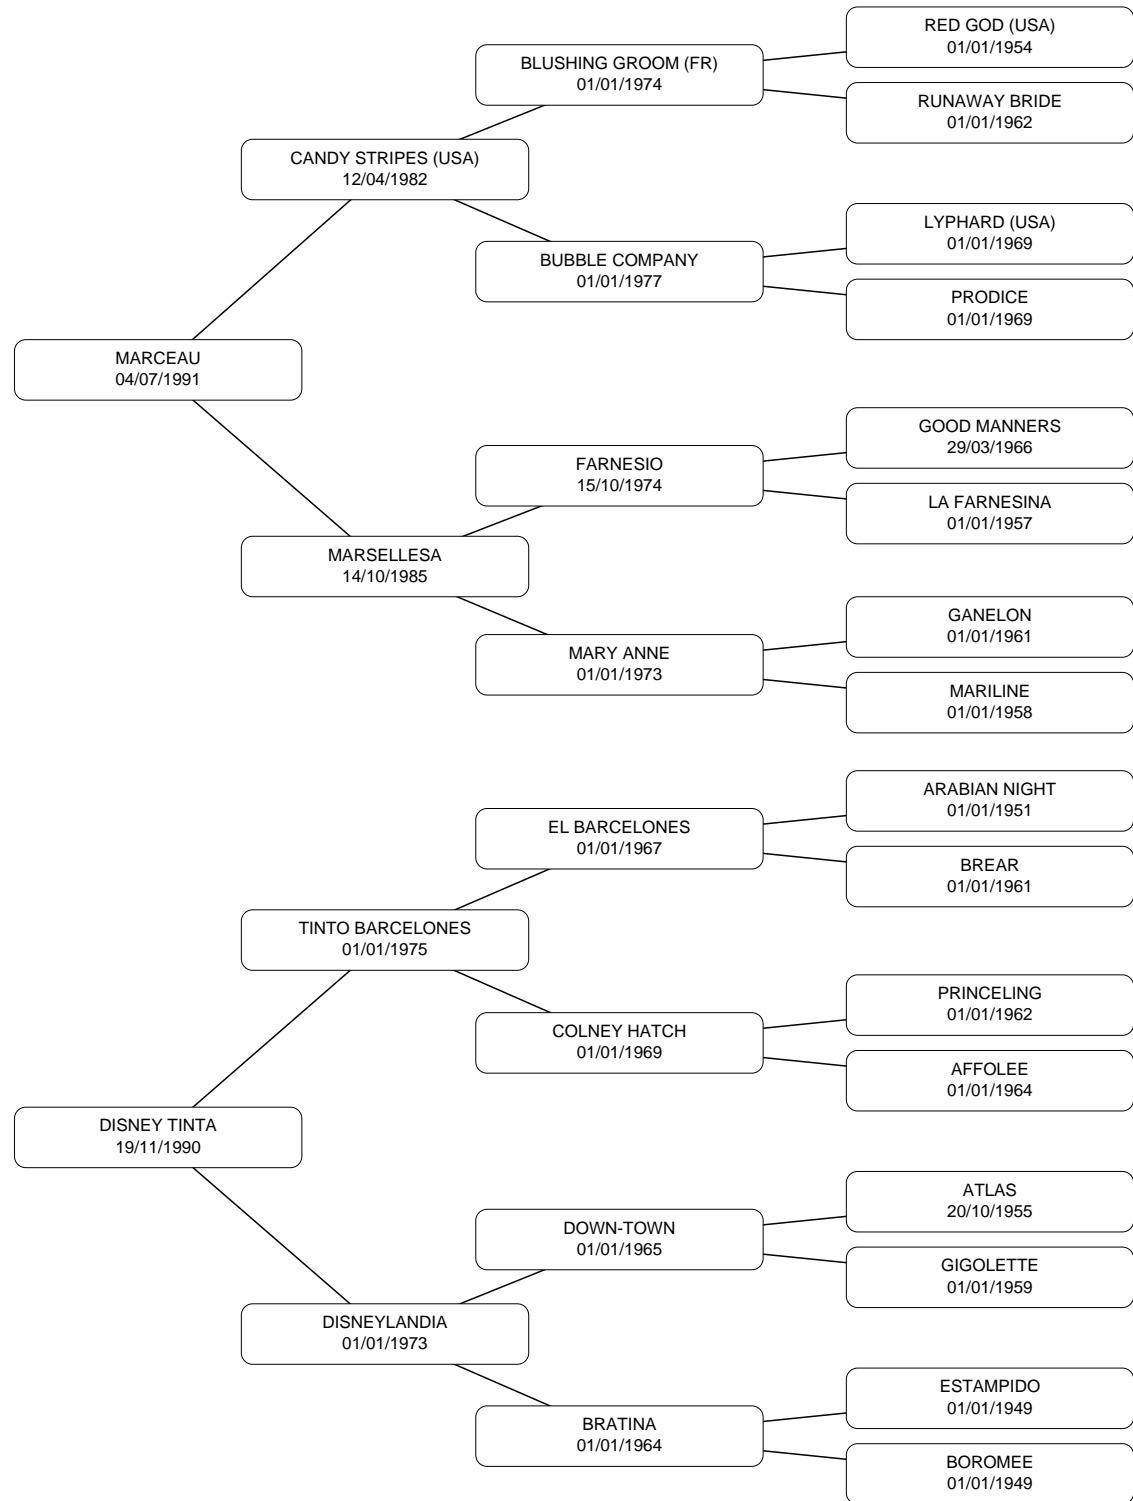 RED GOD (USA)
01/01/1954
BLUSHING GROOM (FR)
01/01/1974
RUNAWAY BRIDE
01/01/1962
CANDY STRIPES (USA)
12/04/1982
LYPHARD (USA)
01/01/1969
BUBBLE COMPANY
01/01/1977
PRODICE
01/01/1969
MARCEAU
04/07/1991
GOOD MANNERS
29/03/1966
FARNESIO
15/10/1974
LA FARNESINA
01/01/1957
MARSELLESA
14/10/1985
GANELON
01/01/1961
MARY ANNE
01/01/1973
MARILINE
01/01/1958
ARABIAN NIGHT
01/01/1951
EL BARCELONES
01/01/1967
BREAR
01/01/1961
TINTO BARCELONES
01/01/1975
PRINCELING
01/01/1962
COLNEY HATCH
01/01/1969
AFFOLEE
01/01/1964
DISNEY TINTA
19/11/1990
ATLAS
20/10/1955
DOWN-TOWN
01/01/1965
GIGOLETTE
01/01/1959
DISNEYLANDIA
01/01/1973
ESTAMPIDO
01/01/1949
BRATINA
01/01/1964
BOROMEE
01/01/1949